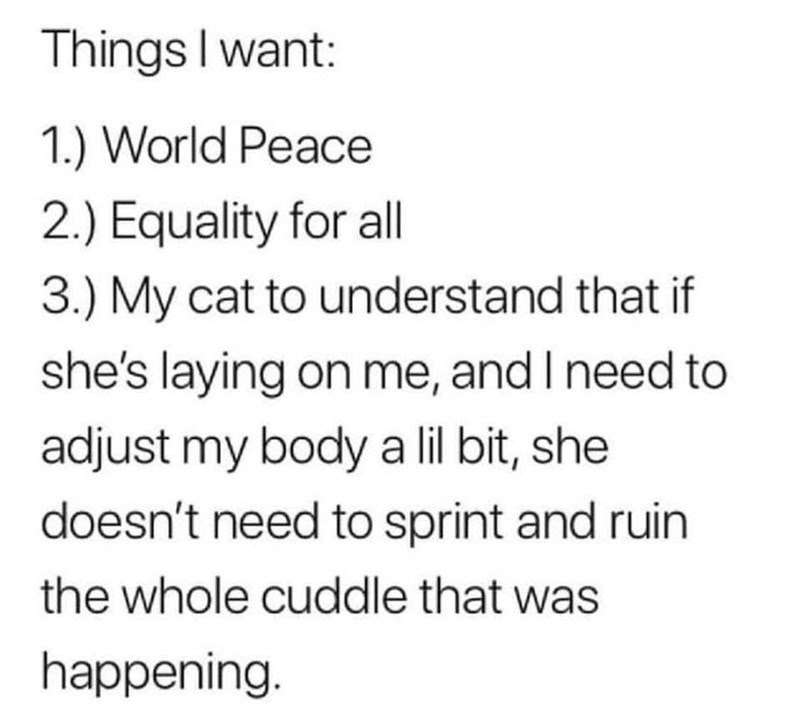 Things I want:
1.) World Peace
2.) Equality for all
3.) My cat to understand that if
she's laying on me, and I need to
adjust my body a lil bit, she
doesn't need to sprint and ruin
the whole cuddle that was
happening.